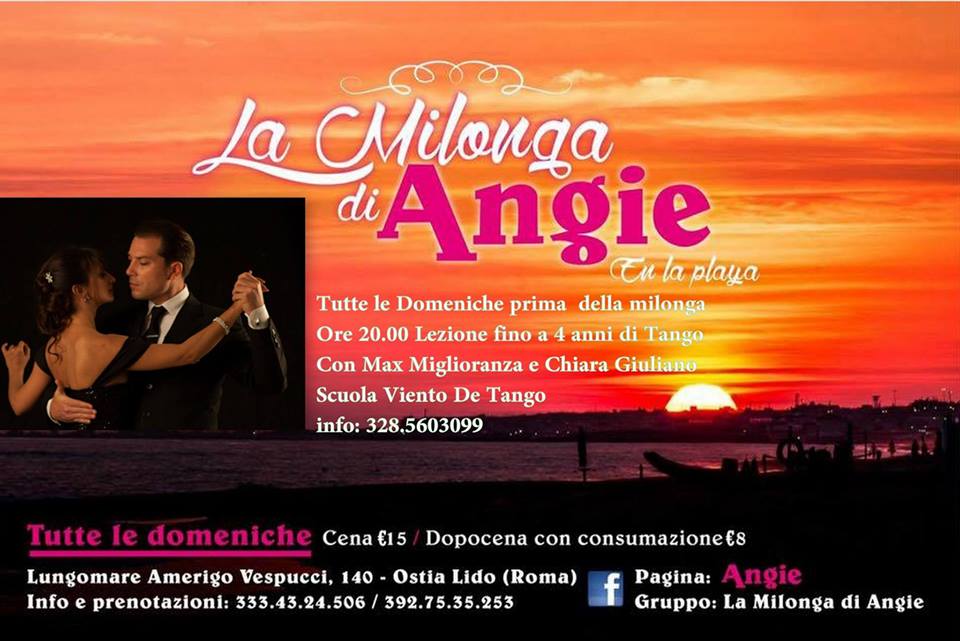 La Milonga
di Angie
En la playa
Tutte le Domeniche prima della milonga
Ore 20.00 Lezione fino a 4 anni di Tango
Con Max Miglioranza e Chiara Giuliano
Scuola Viento De Tango
info: 328.5603099
Tutte le domeniche Cena €15 / Dopocena con consumazione €8
Lungomare Amerigo Vespucci, 140 - Ostia Lido (Roma)
Info e prenotazioni: 333.43.24.506 / 392.75.35.253
f
Pagina: Angie
Gruppo: La Milonga di Angie